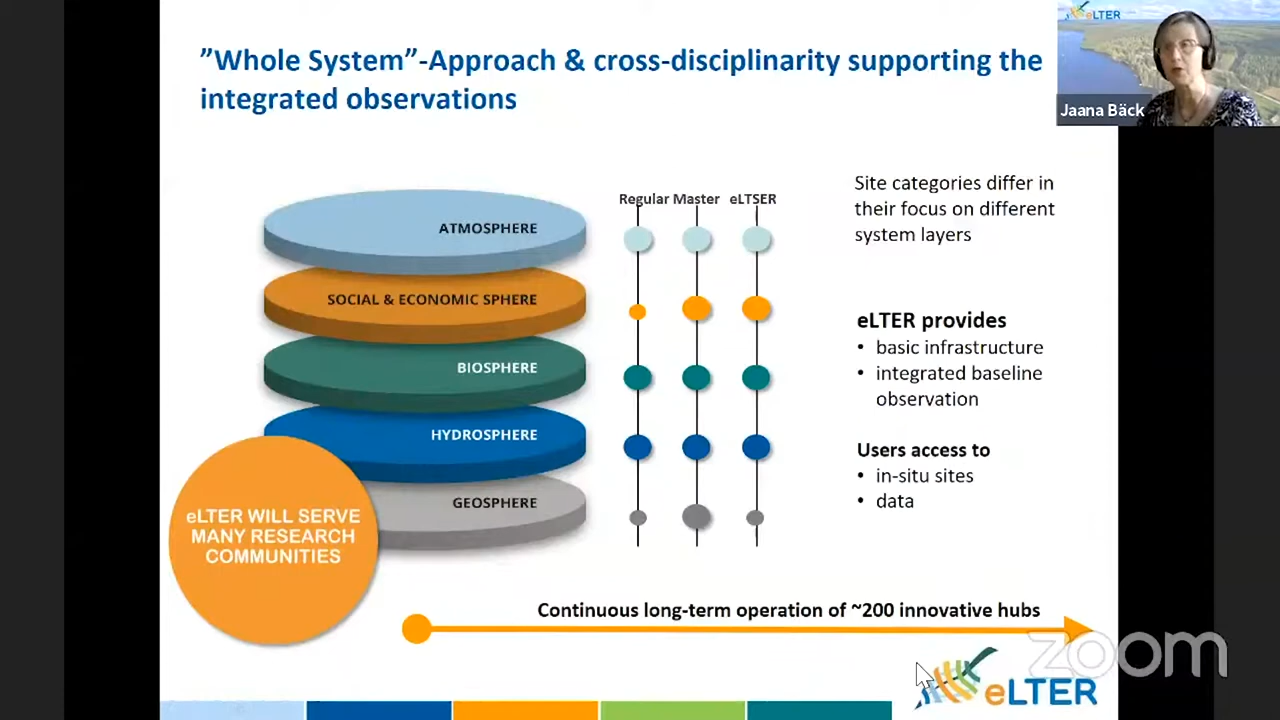 ”Whole System”-Approach & cross-disciplinarity supporting the
integrated observations
eLTER
Jaana Bäck
ATMOSPHERE
SOCIAL & ECONOMIC SPHERE
BIOSPHERE
HYDROSPHERE
GEOSPHERE
Regular Master eLTSER
Site categories differ in
their focus on different
system layers
eLTER provides
• basic infrastructure
• integrated baseline
observation
Users access to
• in-situ sites
• data
eLTER WILL SERVE
MANY RESEARCH
COMMUNITIES
Continuous long-term operation of ~200 innovative hubs
zoom
eLTER